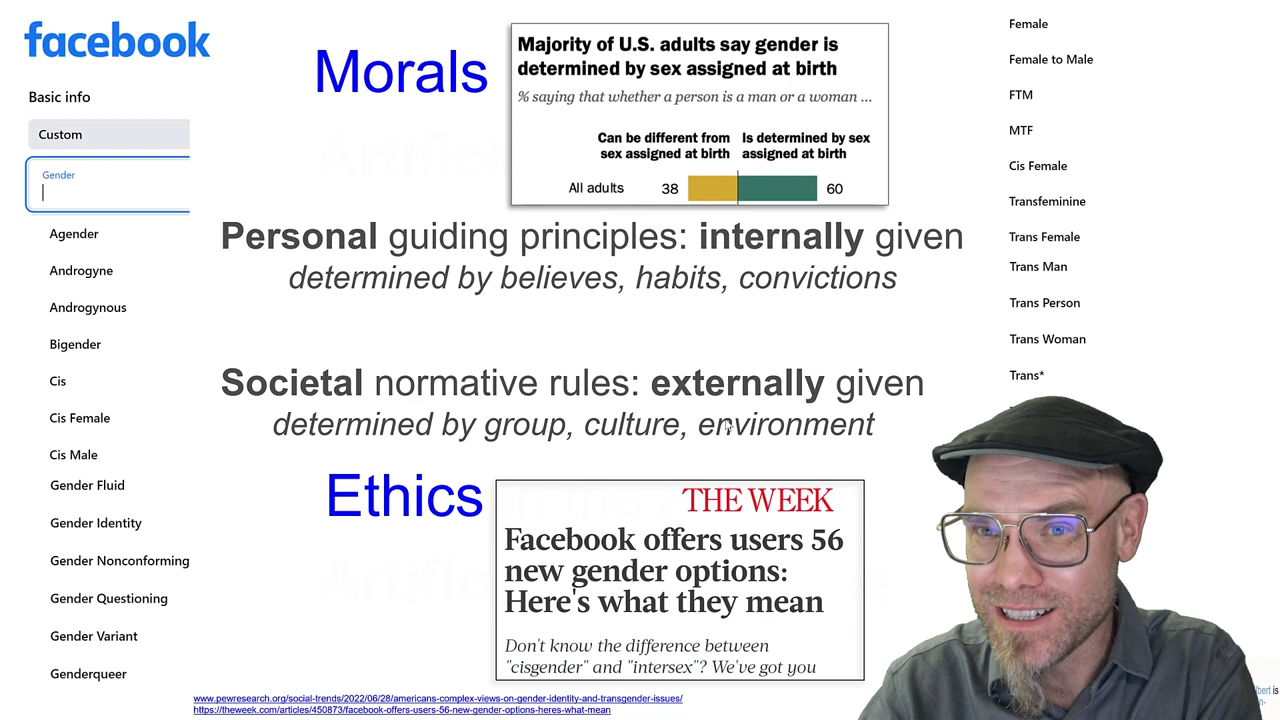 facebook
Basic info
Custom
Gender
Agender
Androgyne
Androgynous
Bigender
Cis
Cis Female
Cis Male
Gender Fluid
Gender Identity
Gender Nonconforming
Gender Questioning
Gender Variant
Genderqueer
Morals
Majority of U.S. adults say gender is
determined by sex assigned at birth
% saying that whether a person is a man or a woman ...
Can be different from
sex assigned at birth
Is determined by sex
assigned at birth
All adults 38 60
Personal guiding principles: internally given
determined by believes, habits, convictions
Societal normative rules: externally given
determined by group, culture, environment
Ethics
THE WEEK
Facebook offers users 56
new gender options:
Here's what they mean
Don't know the difference between
"cisgender" and "intersex"? We've got you
www.pewresearch.org/social-trends/2022/06/28/americans-complex-views-on-gender-identity-and-transgender-issues/
https://theweek.com/articles/450873/facebook-offers-users-56-new-gender-options-heres-what-mean
Female
Female to Male
FTM
MTF
Cis Female
Transfeminine
Trans Female
Trans Man
Trans Person
Trans Woman
Trans*